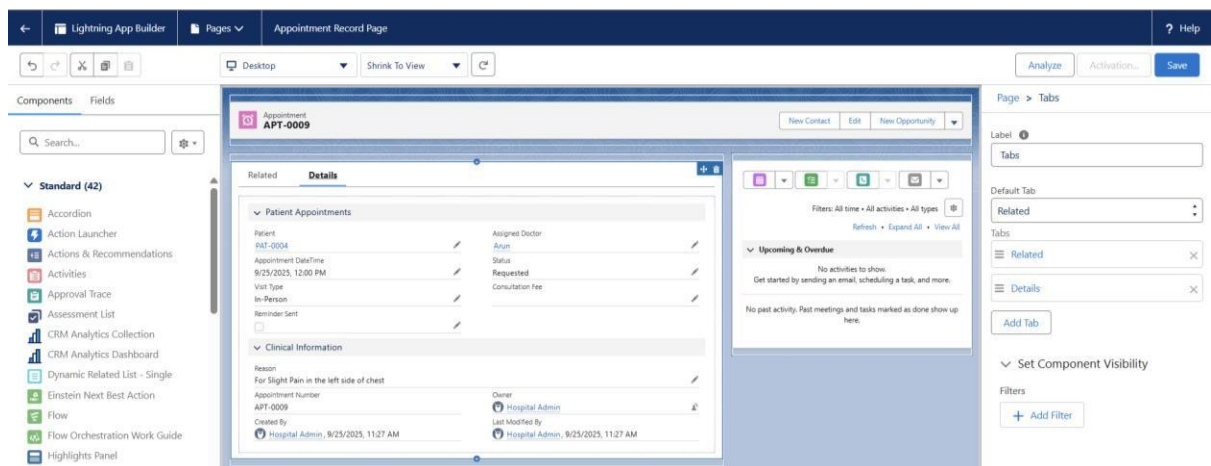 Lightning App Builder
Pages
Appointment Record Page
? Help
Desktop
Shrink To View
Analyze
Activation...
Save
Components
Fields
Search...
Standard (42)
Accordion
Action Launcher
Actions & Recommendations
Activities
Approval Trace
Assessment List
CRM Analytics Collection
CRM Analytics Dashboard
Dynamic Related List - Single
Einstein Next Best Action
Flow
Flow Orchestration Work Guide
Highlights Panel
Appointment
APT-0009
New Contact
Edit
New Opportunity
Related
Details
Patient Appointments
Patient
PAT-0004
Assigned Doctor
Arun
Appointment DateTime
9/25/2025, 12:00 PM
Status
Requested
Visit Type
In-Person
Consultation Fee
Reminder Sent
Clinical Information
Reason
For Slight Pain in the left side of chest
Appointment Number
APT-0009
Owner
Hospital Admin
Created By
Hospital Admin, 9/25/2025, 11:27 AM
Last Modified By
Hospital Admin, 9/25/2025, 11:27 AM
Filters: All time • All activities • All types
Refresh • Expand All • View All
Upcoming & Overdue
No activities to show.
Get started by sending an email, scheduling a task, and more.
No past activity. Past meetings and tasks marked as done show up
here.
Page > Tabs
Label
Tabs
Default Tab
Related
Tabs
Related
Details
Add Tab
Set Component Visibility
Filters
+ Add Filter